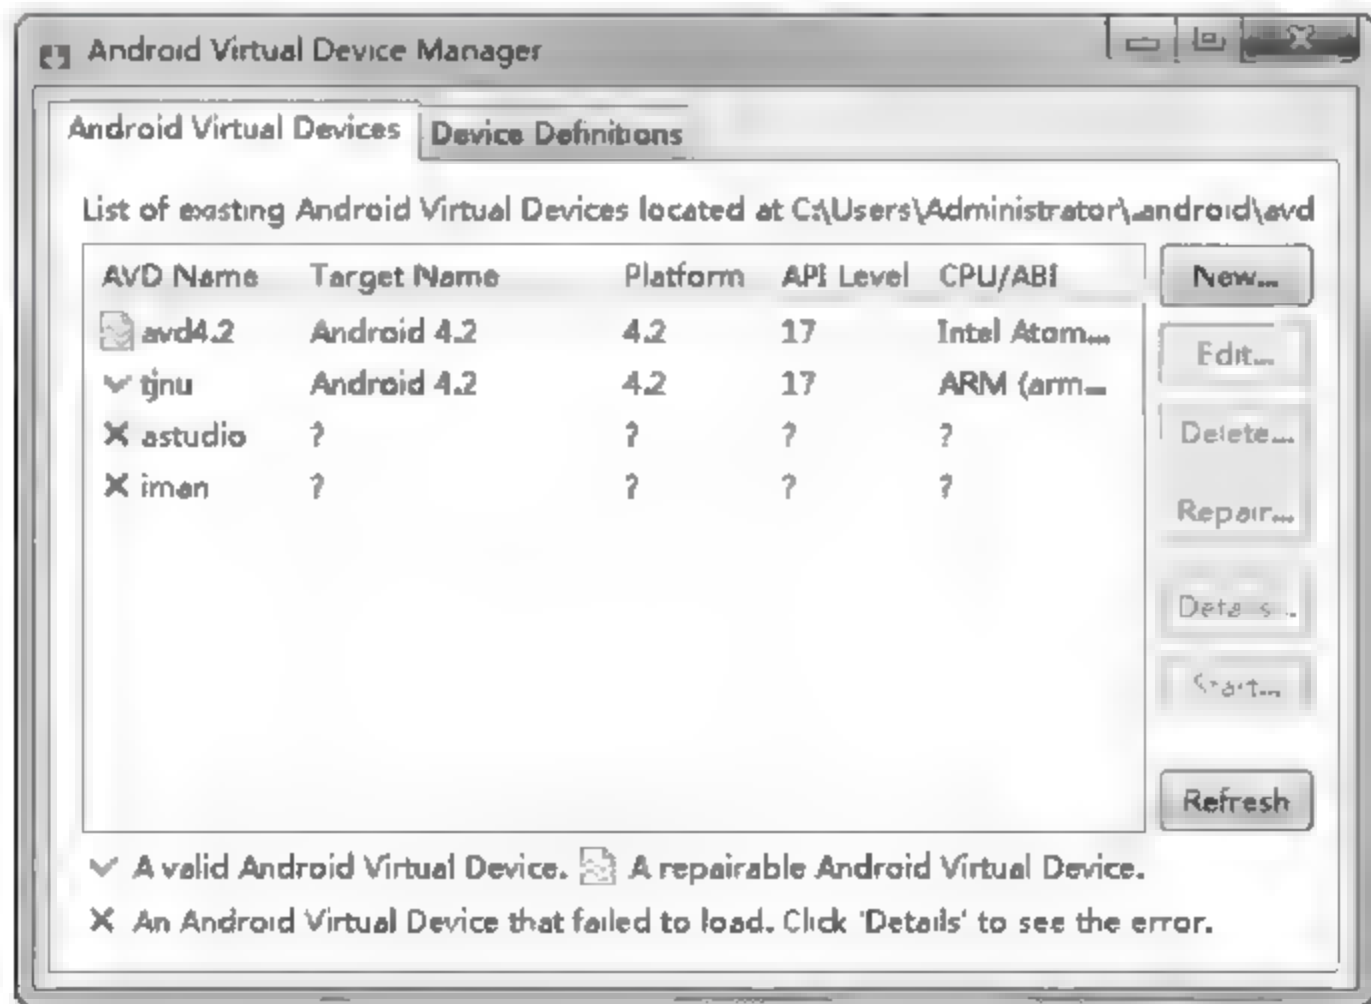 Android Virtual Device Manager
Android Virtual Devices Device Definitions
List of existing Android Virtual Devices located at C:\Users\Administrator\.android\avd
AVD Name Target Name Platform API Level CPU/ABI New...
avd4.2 Android 4.2 4.2 17 Intel Atom...
Edit...
tjnu Android 4.2 4.2 17 ARM (arm...
astudio ? ? ? ? Delete...
iman ? ? ? ?
Repair...
Details...
Start...
Refresh
A valid Android Virtual Device. A repairable Android Virtual Device.
An Android Virtual Device that failed to load. Click 'Details' to see the error.